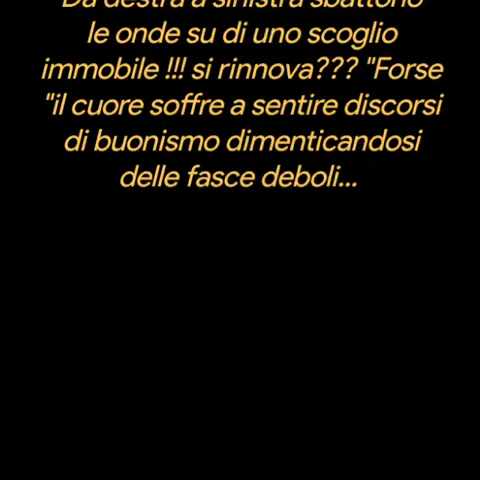 Da destra a sinistra sbattono
le onde su di uno scoglio
immobile !!! si rinnova??? "Forse
"il cuore soffre a sentire discorsi
di buonismo dimenticandosi
delle fasce deboli...